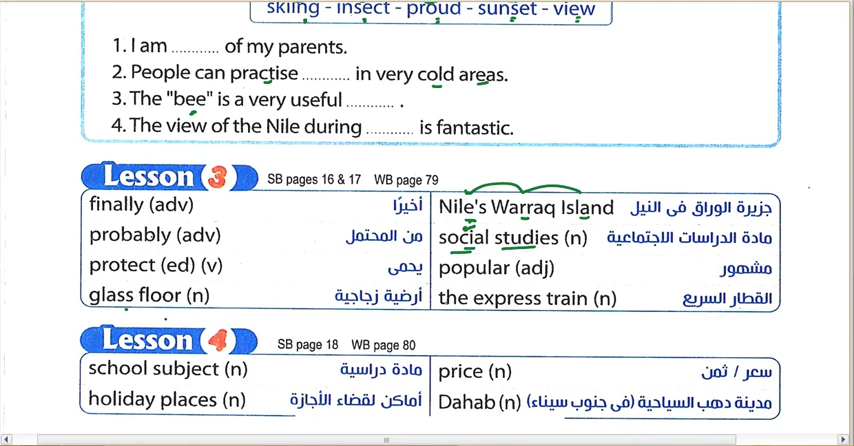 skiing - insect - proud - sunset - view
1. I am ............ of my parents.
2. People can practise ............ in very cold areas.
3. The "bee" is a very useful ............ .
4. The view of the Nile during ............ is fantastic.
Lesson 3 SB pages 16 & 17 WB page 79
finally (adv) أخيرًا
probably (adv) من المحتمل
protect (ed) (v) يحمى
glass floor (n) أرضية زجاجية
Nile's Warraq Island جزيرة الوراق فى النيل
social studies (n) مادة الدراسات الاجتماعية
popular (adj) مشهور
the express train (n) القطار السريع
Lesson 4 SB page 18 WB page 80
school subject (n) مادة دراسية
holiday places (n) أماكن لقضاء الأجازة
price (n) سعر / ثمن
Dahab (n) مدينة دهب السياحية (فى جنوب سيناء)